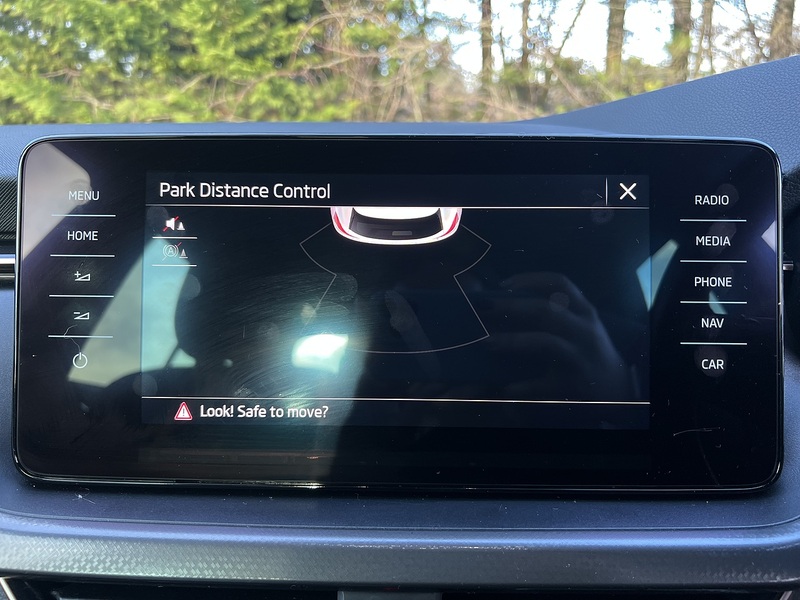 Park Distance Control
MENU
HOME
RADIO
MEDIA
PHONE
NAV
CAR
Look! Safe to move?